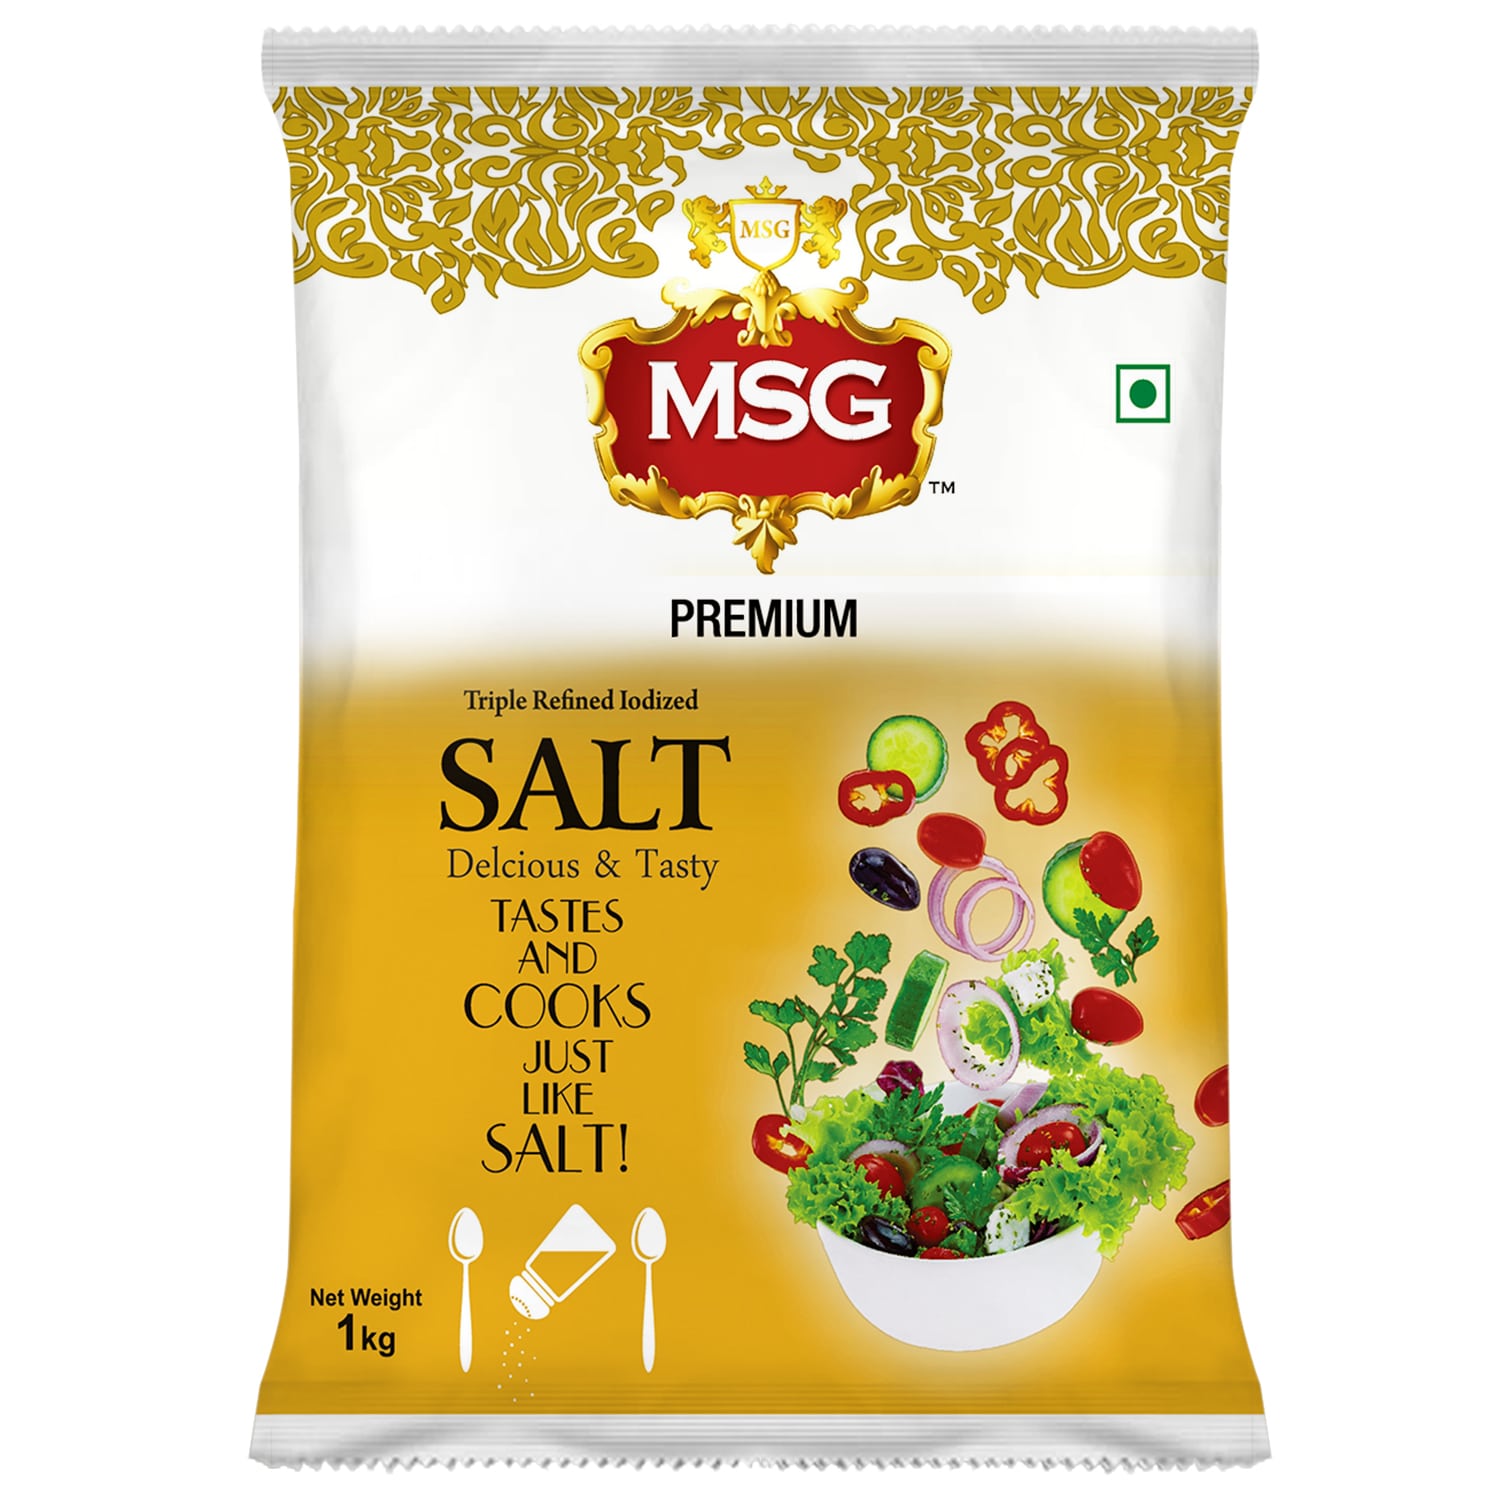 MSG
MSG
TM
PREMIUM
Triple Refined Iodized
SALT
Delcious & Tasty
TASTES
AND
COOKS
JUST
LIKE
SALT!
Net Weight
1kg